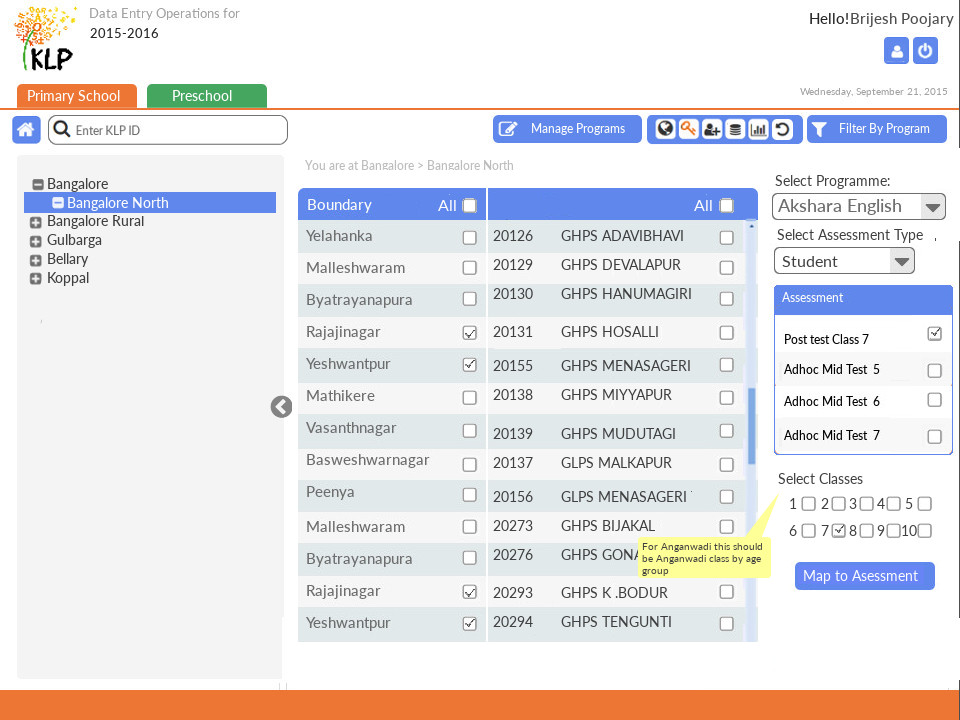 Data Entry Operations for
2015-2016
Hello!Brijesh Poojary
KLP
Primary School
Preschool
Wednesday, September 21, 2015
Enter KLP ID
Manage Programs
Filter By Program
You are at Bangalore > Bangalore North
Bangalore
Bangalore North
Bangalore Rural
Gulbarga
Bellary
Koppal
Boundary All
All
Yelahanka
Malleshwaram
Byatrayanapura
Rajajinagar
Yeshwantpur
Mathikere
Vasanthnagar
Basweshwarnagar
Peenya
Malleshwaram
Byatrayanapura
Rajajinagar
Yeshwantpur
20126 GHPS ADAVIBHAVI
20129 GHPS DEVALAPUR
20130 GHPS HANUMAGIRI
20131 GHPS HOSALLI
20155 GHPS MENASAGERI
20138 GHPS MIYYAPUR
20139 GHPS MUDUTAGI
20137 GLPS MALKAPUR
20156 GLPS MENASAGERI
20273 GHPS BIJAKAL
20276 GHPS GONA
20293 GHPS K .BODUR
20294 GHPS TENGUNTI
For Anganwadi this should
be Anganwadi class by age
group
Select Programme:
Akshara English
Select Assessment Type
Student
Assessment
Post test Class 7
Adhoc Mid Test 5
Adhoc Mid Test 6
Adhoc Mid Test 7
Select Classes
1 2 3 4 5
6 7 8 9 10
Map to Asessment